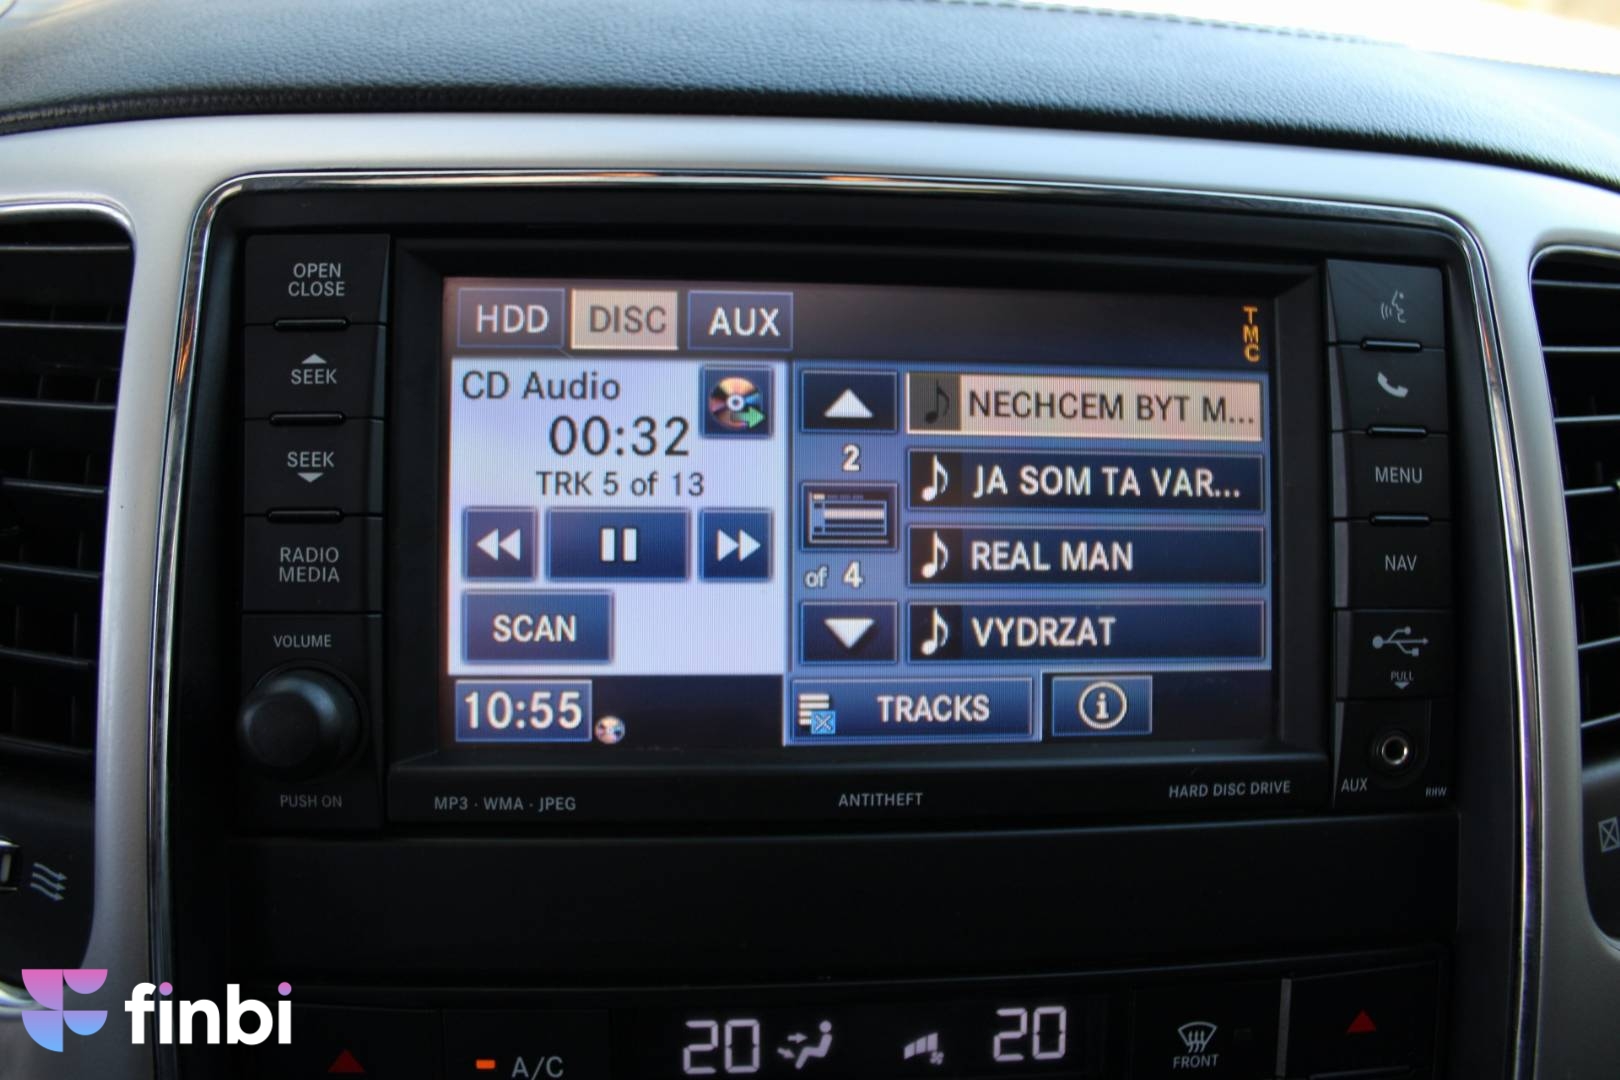 OPEN
CLOSE
SEEK
SEEK
RADIO
MEDIA
VOLUME
PUSH ON
HDD
DISC
AUX
TMC
CD Audio
00:32
TRK 5 of 13
SCAN
10:55
2
of 4
NECHCEM BYT M...
JA SOM TA VAR...
REAL MAN
VYDRZAT
TRACKS
i
MENU
NAV
PULL
AUX
RHW
MP3 · WMA · JPEG
ANTITHEFT
HARD DISC DRIVE
A/C
20
20
FRONT
finbi